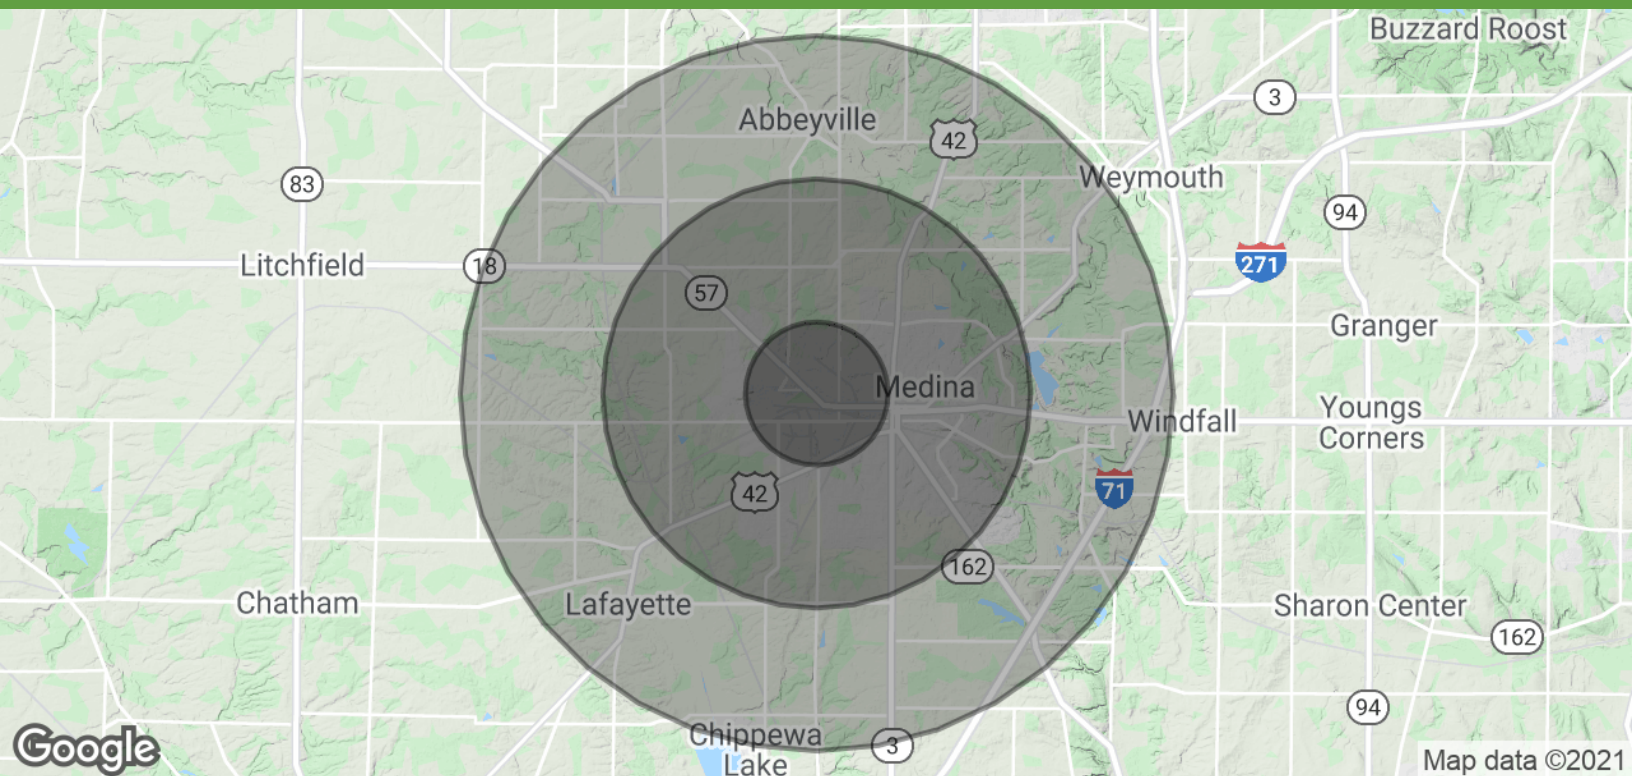 Buzzard Roost
3
Abbeyville
42
Weymouth
83
94
Litchfield
18
271
57
Granger
Medina
Windfall
Youngs
Corners
42
71
162
Chatham
Lafayette
Sharon Center
162
94
Chippewa
Lake
3
Google
Map data ©2021